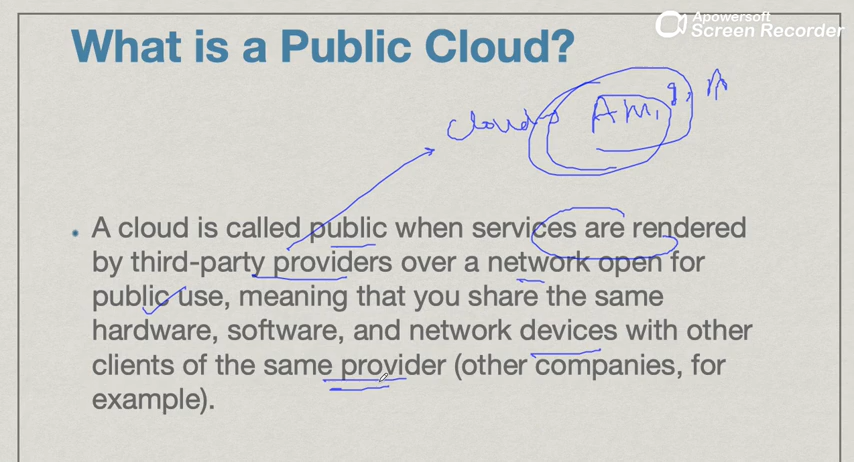 Apowersoft
Screen Recorder
What is a Public Cloud?
Cloud
A cloud is called public when services are rendered
by third-party providers over a network open for
public use, meaning that you share the same
hardware, software, and network devices with other
clients of the same provider (other companies, for
example).